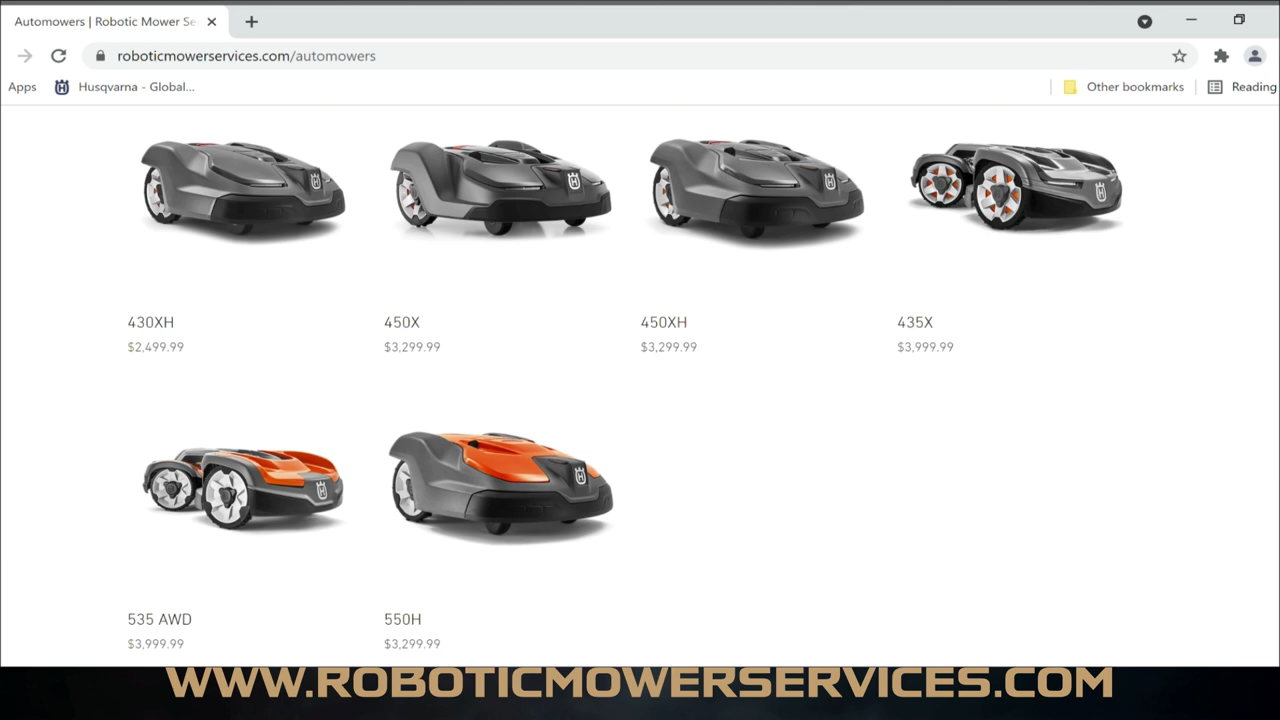 Automowers | Robotic Mower Se
roboticmowerservices.com/automowers
Apps
Husqvarna - Global...
Other bookmarks
Reading
430XH
$2,499.99
450X
$3,299.99
450XH
$3,299.99
435X
$3,999.99
535 AWD
$3,999.99
550H
$3,299.99
WWW.ROBOTICMOWERSERVICES.COM